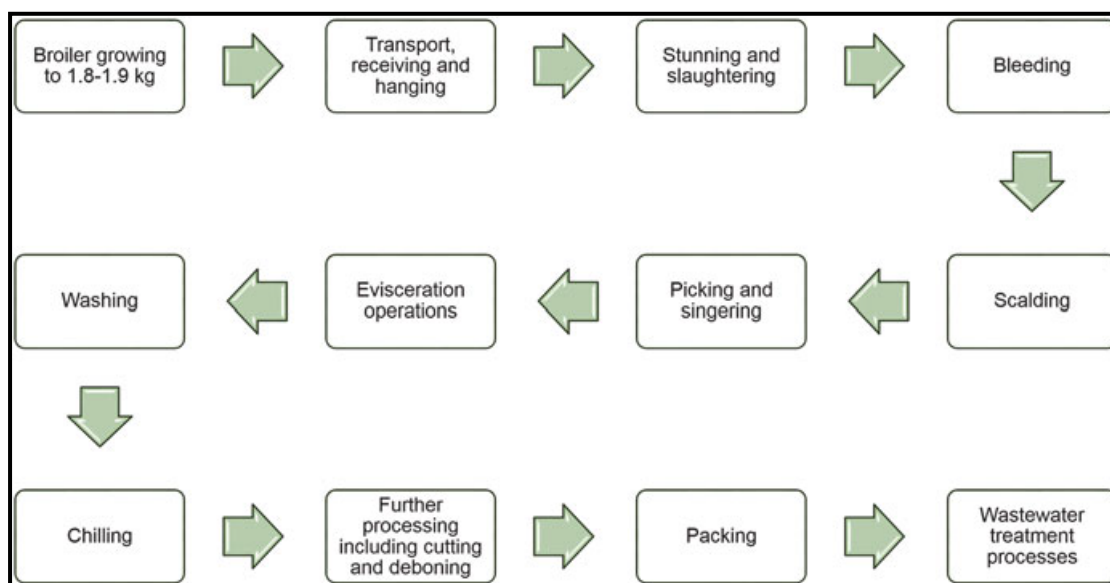 Broiler growing
to 1.8-1.9 kg
Transport,
receiving and
hanging
Stunning and
slaughtering
Bleeding
Scalding
Picking and
singering
Evisceration
operations
Washing
Chilling
Further
processing
including cutting
and deboning
Packing
Wastewater
treatment
processes